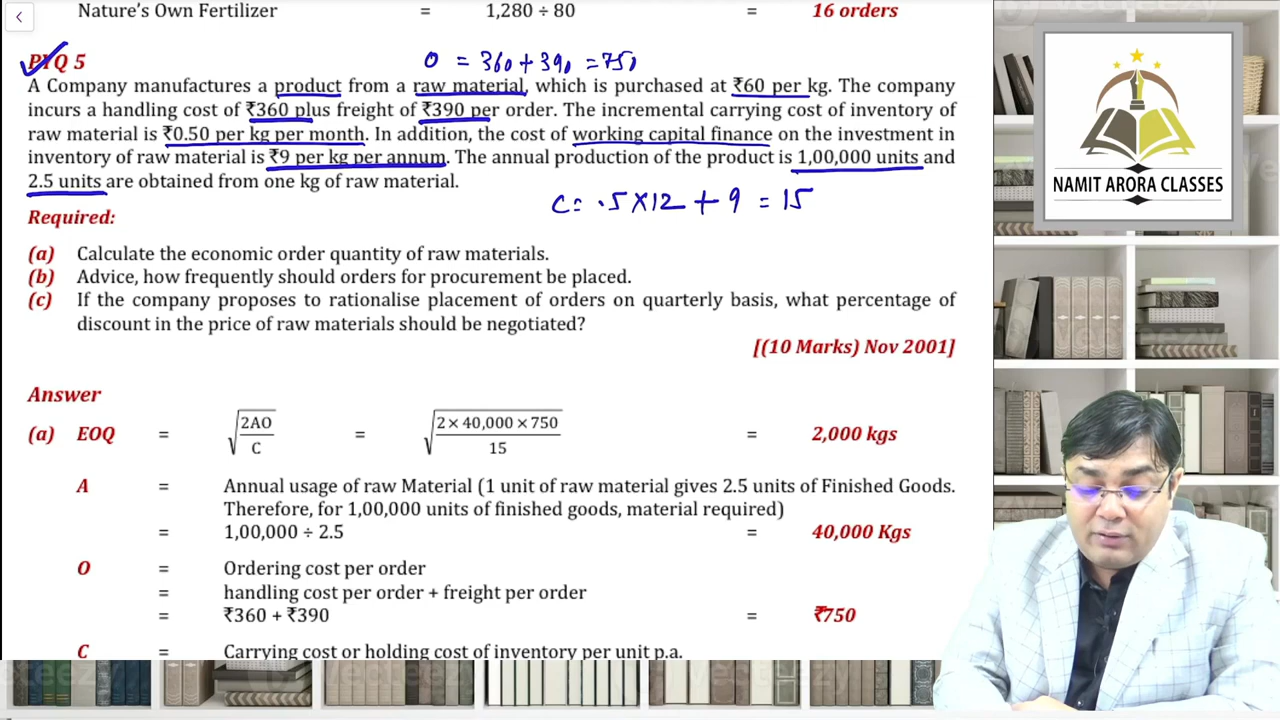 Nature's Own Fertilizer = 1,280 ÷ 80 = 16 orders
PYQ 5
O = 360 + 390 = 750
A Company manufactures a product from a raw material, which is purchased at ₹60 per kg. The company
incurs a handling cost of ₹360 plus freight of ₹390 per order. The incremental carrying cost of inventory of
raw material is ₹0.50 per kg per month. In addition, the cost of working capital finance on the investment in
inventory of raw material is ₹9 per kg per annum. The annual production of the product is 1,00,000 units and
2.5 units are obtained from one kg of raw material.
C = .5 X 12 + 9 = 15
Required:
(a) Calculate the economic order quantity of raw materials.
(b) Advice, how frequently should orders for procurement be placed.
(c) If the company proposes to rationalise placement of orders on quarterly basis, what percentage of
discount in the price of raw materials should be negotiated?
[(10 Marks) Nov 2001]
Answer
(a) EOQ = √(2AO / C) = √(2 × 40,000 × 750 / 15) = 2,000 kgs
A = Annual usage of raw Material (1 unit of raw material gives 2.5 units of Finished Goods.
Therefore, for 1,00,000 units of finished goods, material required)
= 1,00,000 ÷ 2.5 = 40,000 Kgs
O = Ordering cost per order
= handling cost per order + freight per order
= ₹360 + ₹390 = ₹750
C = Carrying cost or holding cost of inventory per unit p.a.
NAMIT ARORA CLASSES